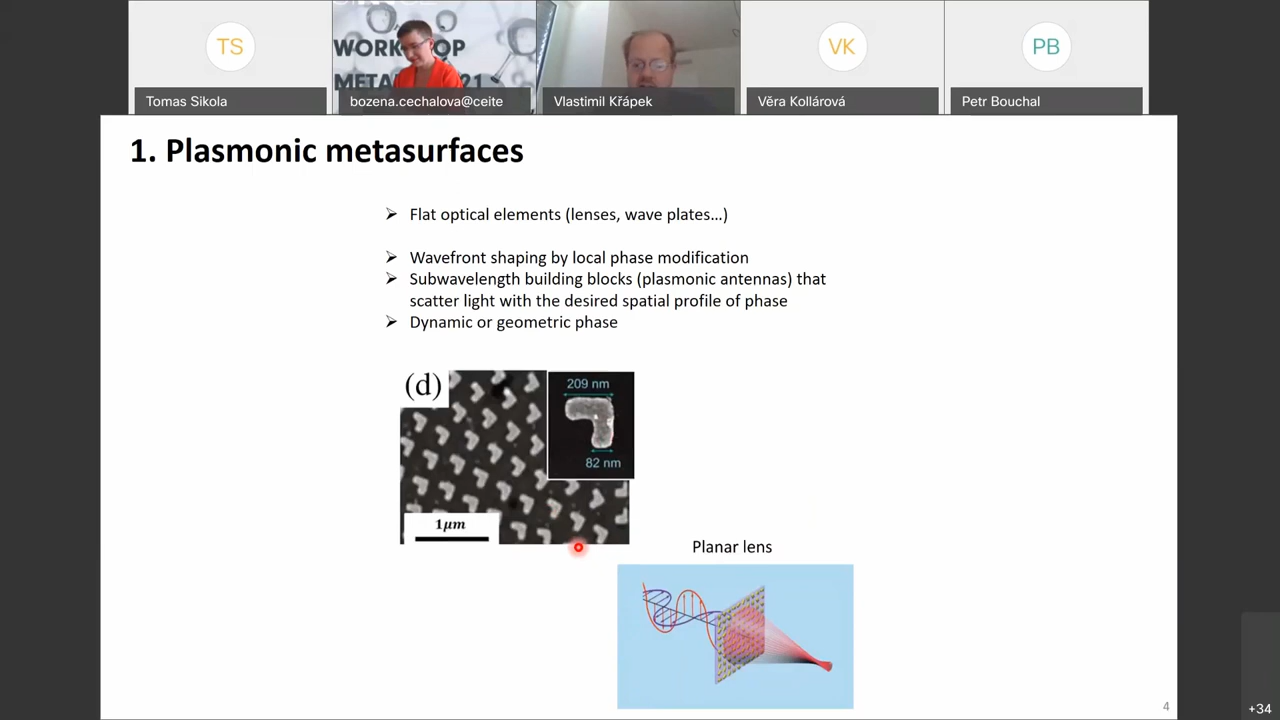 TS
WORKSHOP
VK
PB
Tomas Sikola
bozena.cechalova@ceite
Vlastimil Křápek
Věra Kollárová
Petr Bouchal
1. Plasmonic metasurfaces
➢ Flat optical elements (lenses, wave plates…)
➢ Wavefront shaping by local phase modification
➢ Subwavelength building blocks (plasmonic antennas) that
scatter light with the desired spatial profile of phase
➢ Dynamic or geometric phase
(d)
209 nm
82 nm
1μm
Planar lens
4
+34